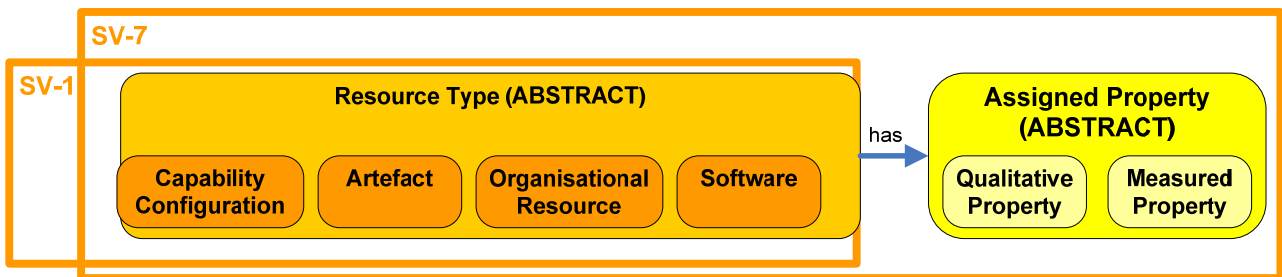 SV-7
SV-1
Resource Type (ABSTRACT)
Capability
Configuration
Artefact
Organisational
Resource
Software
has
Assigned Property
(ABSTRACT)
Qualitative
Property
Measured
Property